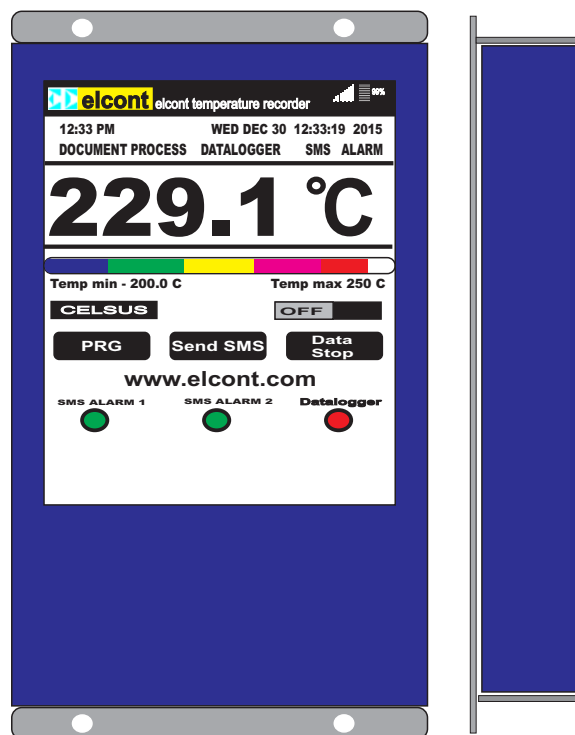 elcont elcont temperature recorder 99%
12:33 PM WED DEC 30 12:33:19 2015
DOCUMENT PROCESS DATALOGGER SMS ALARM
229.1 °C
Temp min - 200.0 C Temp max 250 C
CELSUS OFF
PRG Send SMS Data Stop
www.elcont.com
SMS ALARM 1 SMS ALARM 2 Datalogger